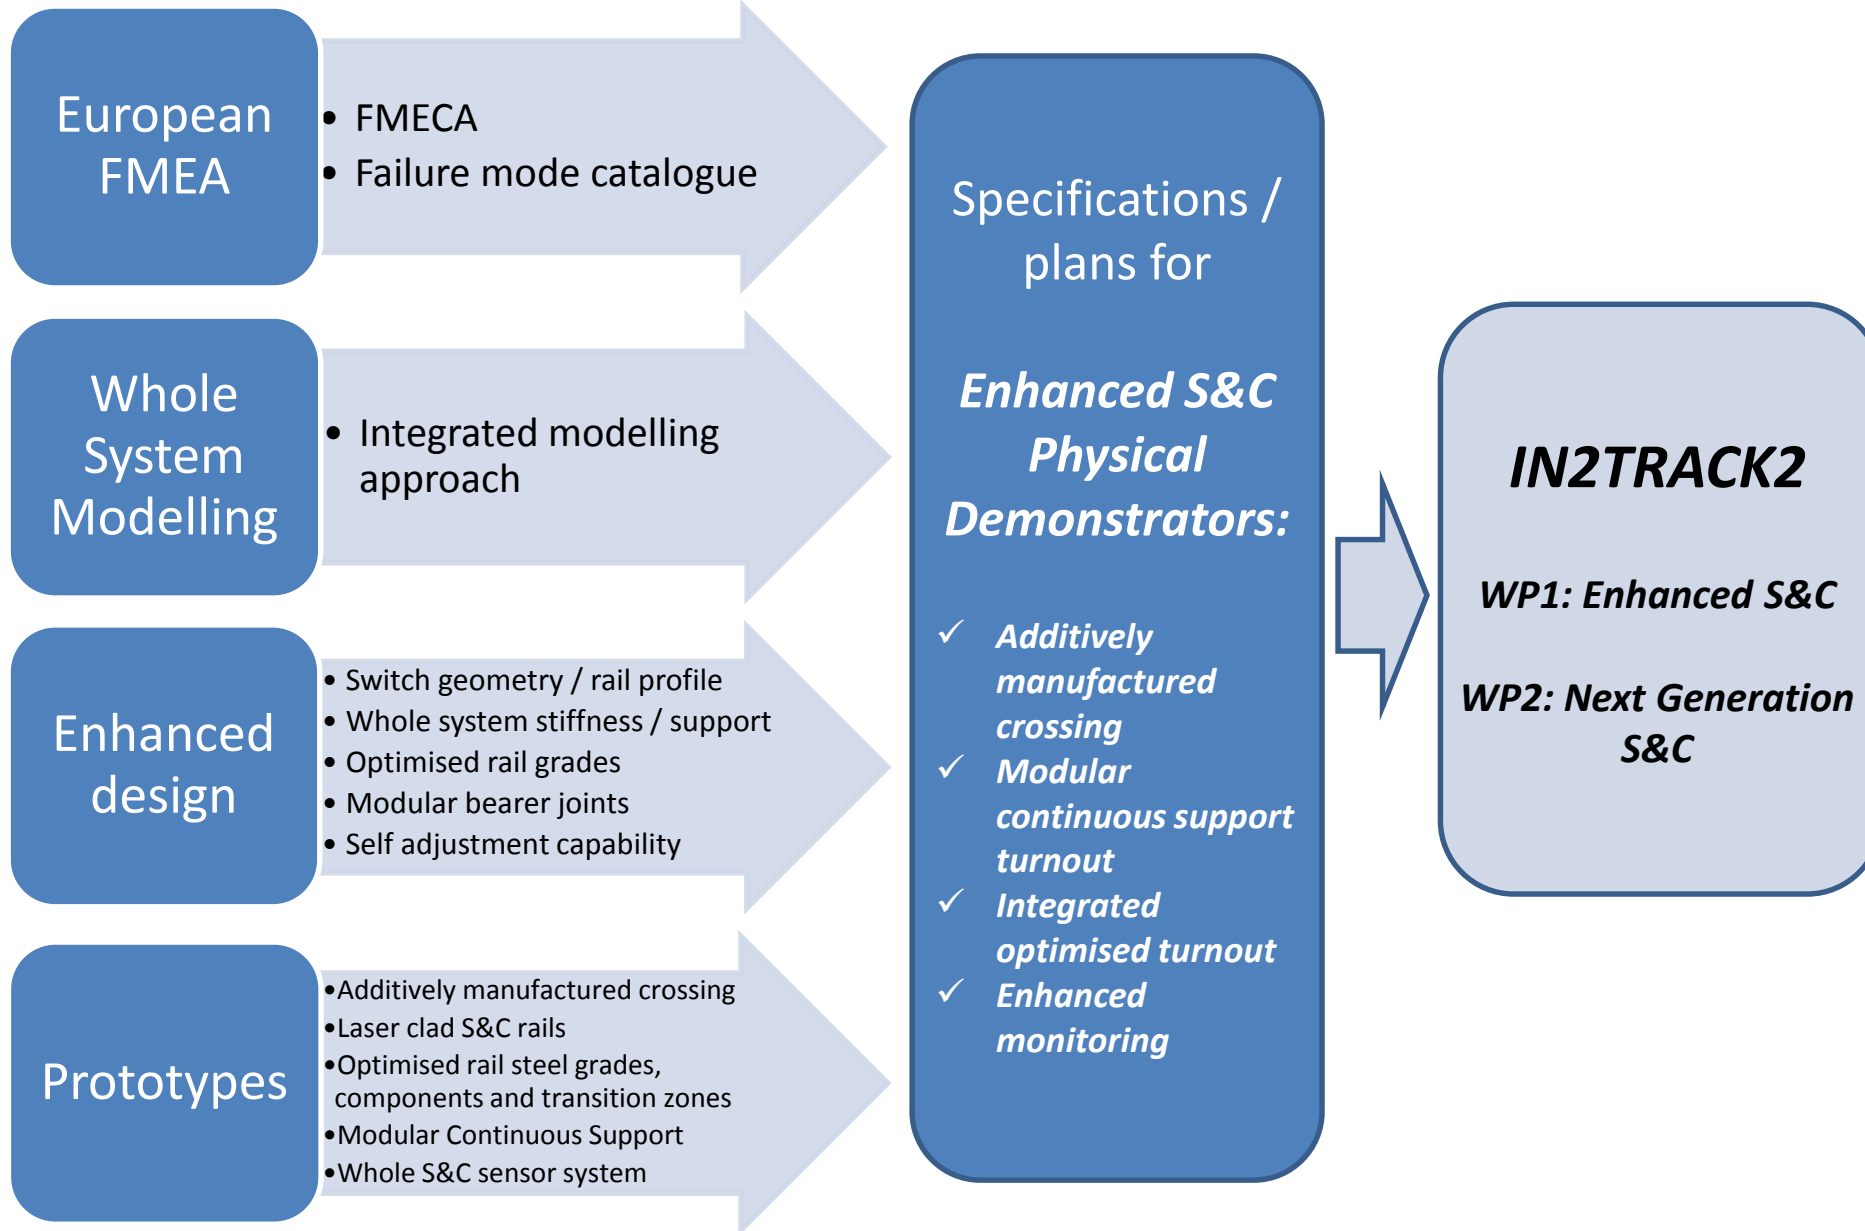 European
FMEA
• FMECA
• Failure mode catalogue
Whole
System
Modelling
• Integrated modelling
approach
Enhanced
design
• Switch geometry / rail profile
• Whole system stiffness / support
• Optimised rail grades
• Modular bearer joints
• Self adjustment capability
Prototypes
•Additively manufactured crossing
•Laser clad S&C rails
•Optimised rail steel grades,
components and transition zones
•Modular Continuous Support
•Whole S&C sensor system
Specifications /
plans for
Enhanced S&C
Physical
Demonstrators:
✓ Additively
manufactured
crossing
✓ Modular
continuous support
turnout
✓ Integrated
optimised turnout
✓ Enhanced
monitoring
IN2TRACK2
WP1: Enhanced S&C
WP2: Next Generation
S&C